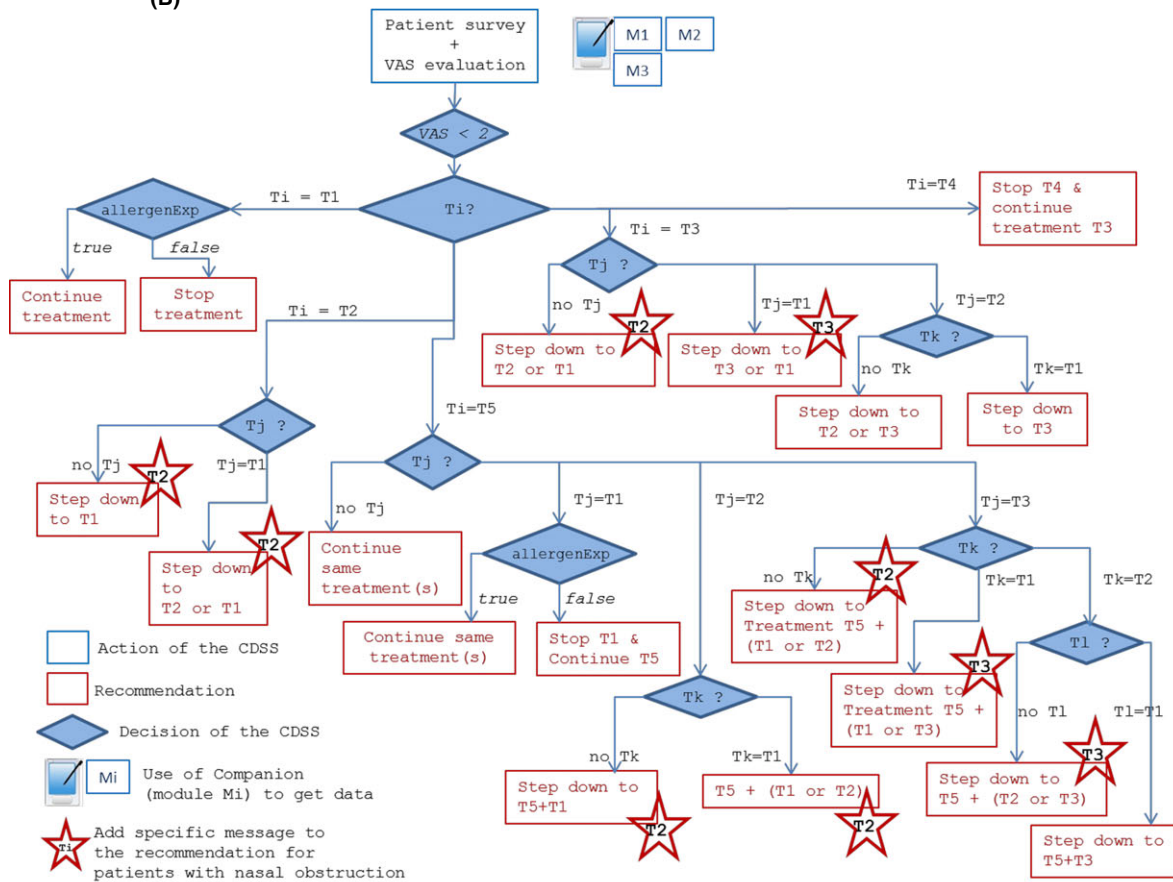 (B)
Patient survey
+
VAS evaluation
M1
M2
M3
VAS < 2
Ti = T1
Ti?
Ti=T4
Stop T4 &
continue
treatment T3
allergenExp
true
false
Continue
treatment
Stop
treatment
Ti = T3
Tj ?
no Tj
Tj=T1
Tj=T2
T2
Step down to
T2 or T1
T3
Step down to
T3 or T1
Tk ?
no Tk
Tk=T1
Step down to
T2 or T3
Step down
to T3
Ti = T2
Tj ?
no Tj
Tj=T1
T2
Step down
to T1
T2
Step down
to
T2 or T1
Ti=T5
Tj ?
no Tj
Tj=T1
Tj=T2
Tj=T3
Continue
same
treatment(s)
allergenExp
true
false
Continue same
treatment(s)
Stop T1 &
Continue T5
Tk ?
no Tk
Tk=T1
Step down to
T5+T1
T2
T5 + (T1 or T2)
T2
Tk ?
no Tk
Tk=T1
Tk=T2
T2
Step down to
Treatment T5 +
(T1 or T2)
T3
Step down to
Treatment T5 +
(T1 or T3)
Tl ?
no Tl
Tl=T1
T3
Step down to
T5 + (T2 or T3)
Step down to
T5+T3
Action of the CDSS
Recommendation
Decision of the CDSS
Mi
Use of Companion
(module Mi) to get data
Ti
Add specific message to
the recommendation for
patients with nasal obstruction